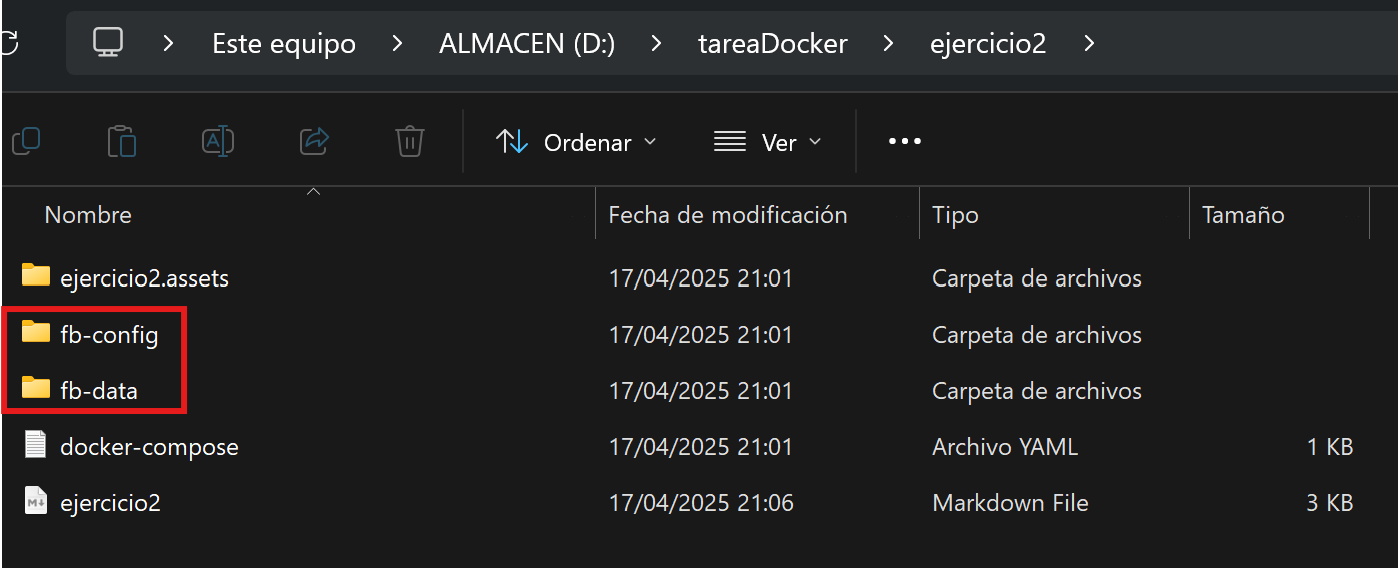 Este equipo > ALMACEN (D:) > tareaDocker > ejercicio2 >
Ordenar Ver
Nombre Fecha de modificación Tipo Tamaño
ejercicio2.assets 17/04/2025 21:01 Carpeta de archivos
fb-config 17/04/2025 21:01 Carpeta de archivos
fb-data 17/04/2025 21:01 Carpeta de archivos
docker-compose 17/04/2025 21:01 Archivo YAML 1 KB
ejercicio2 17/04/2025 21:06 Markdown File 3 KB